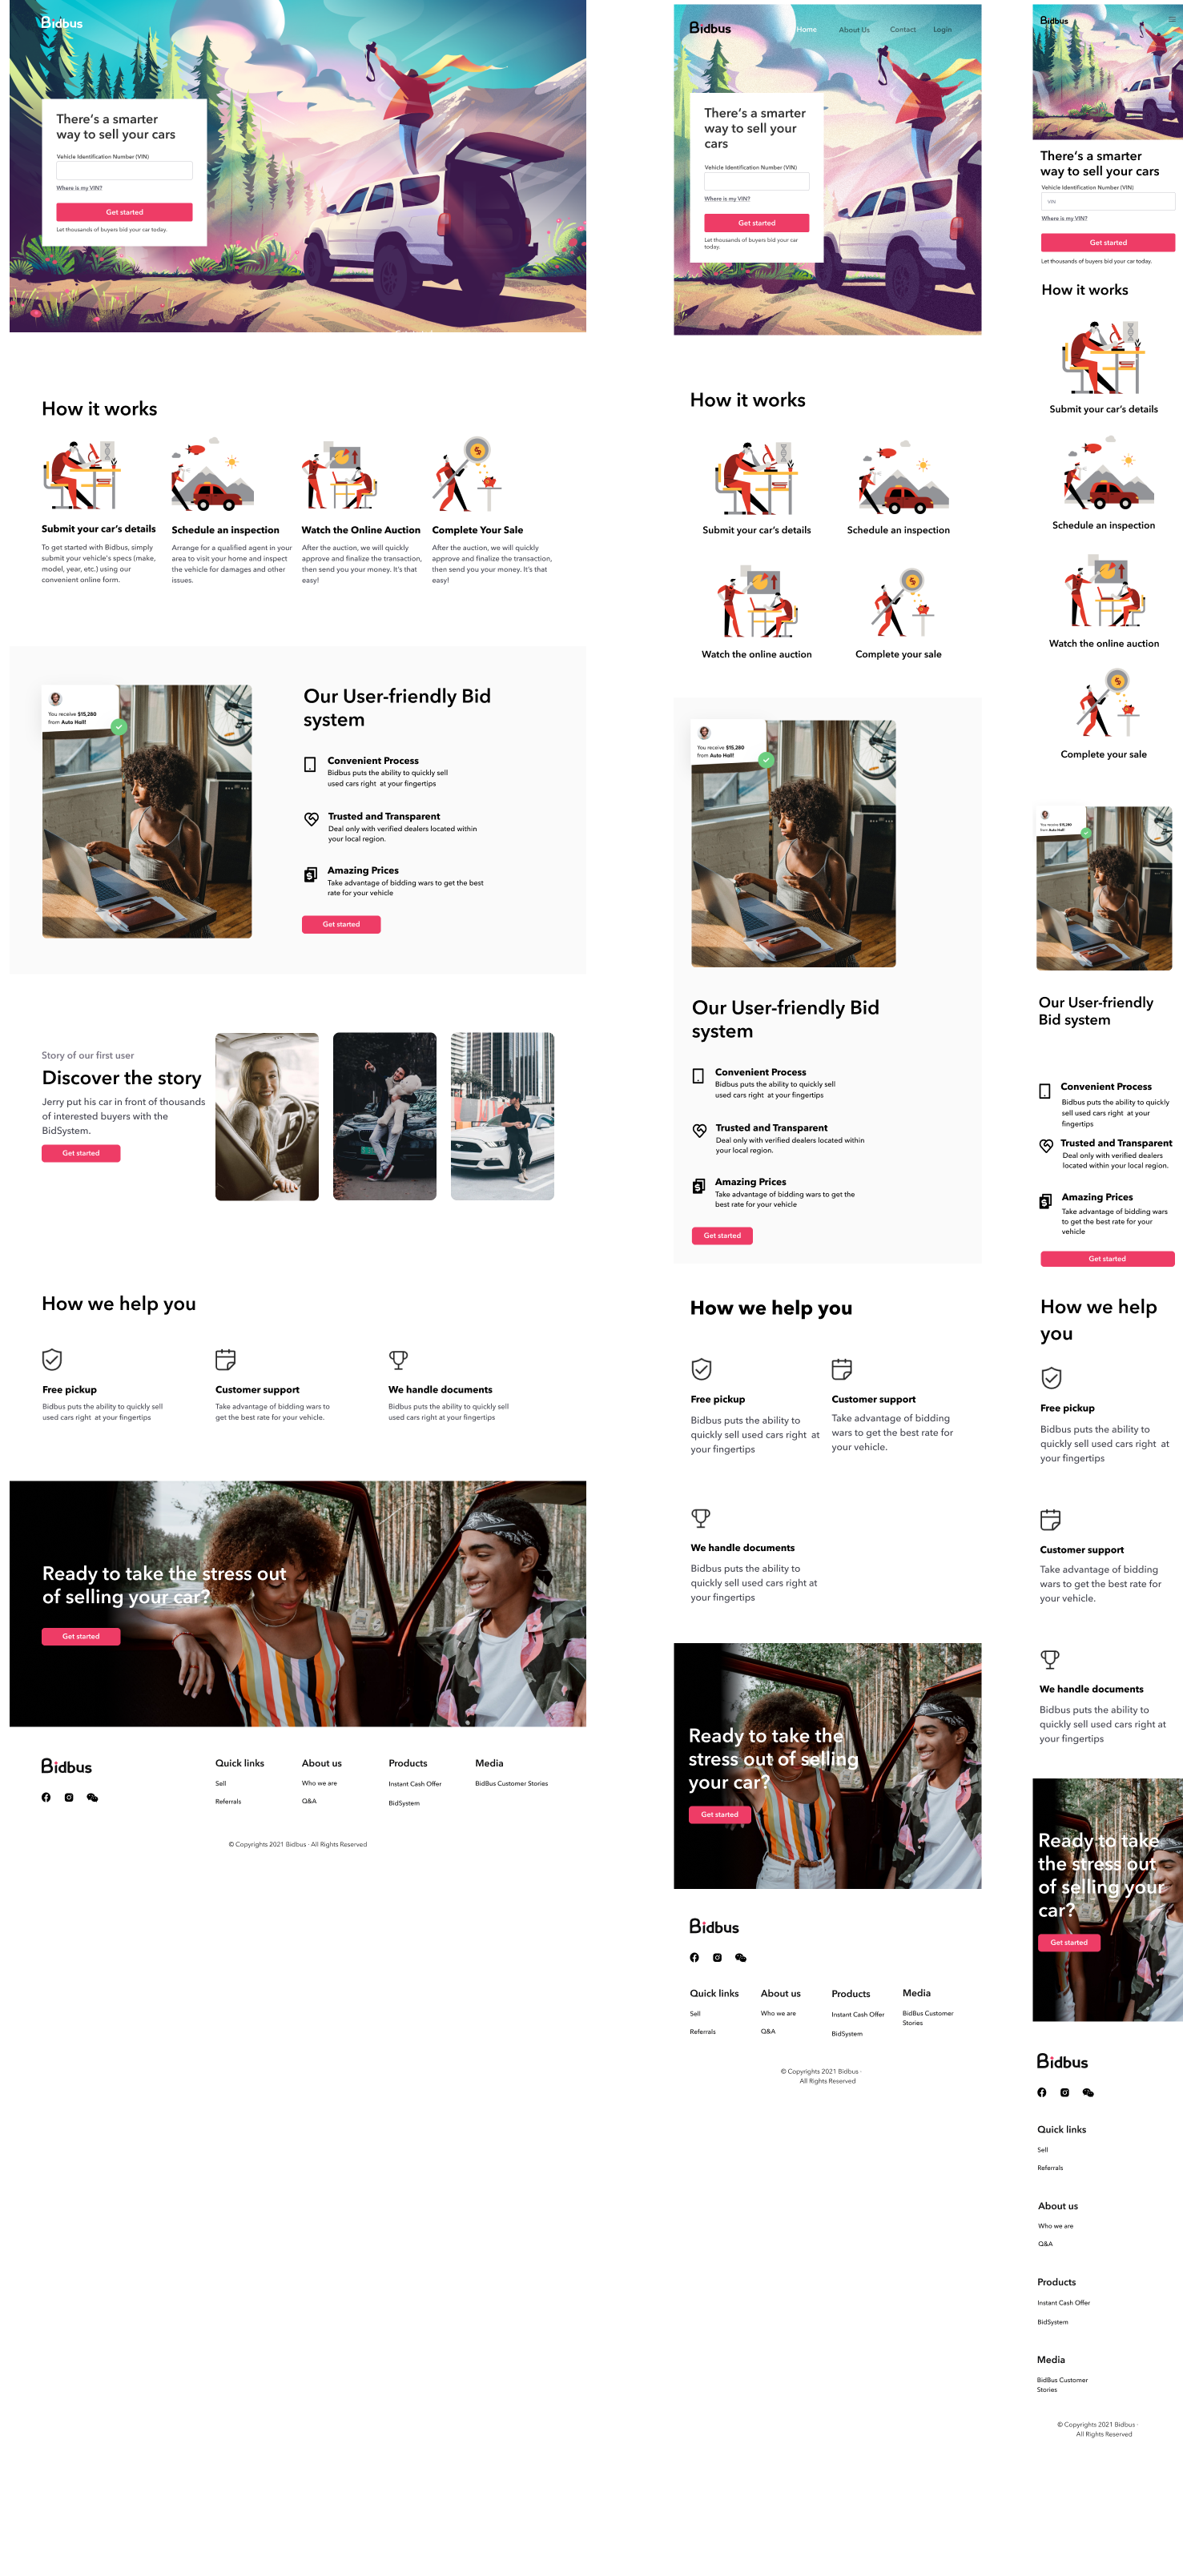 Bidbus
There's a smarter
way to sell your cars
Vehicle Identification Number (VIN)
Where is my VIN?
Get started
Let thousands of buyers bid your car today.
How it works
Submit your car's details
To get started with Bidbus, simply
submit your vehicle's specs (make,
model, year, etc.) using our
convenient online form.
Schedule an inspection
Arrange for a qualified agent in your
area to visit your home and inspect
the vehicle for damages and other
issues.
Watch the Online Auction
After the auction, we will quickly
approve and finalize the transaction,
then send you your money. It's that
easy!
Complete Your Sale
After the auction, we will quickly
approve and finalize the transaction,
then send you your money. It's that
easy!
You receive $15,280
from Auto Hall!
Our User-friendly Bid
system
Convenient Process
Bidbus puts the ability to quickly sell
used cars right at your fingertips
Trusted and Transparent
Deal only with verified dealers located within
your local region.
Amazing Prices
Take advantage of bidding wars to get the best
rate for your vehicle
Get started
Story of our first user
Discover the story
Jerry put his car in front of thousands
of interested buyers with the
BidSystem.
Get started
How we help you
Free pickup
Bidbus puts the ability to quickly sell
used cars right at your fingertips
Customer support
Take advantage of bidding wars to
get the best rate for your vehicle.
We handle documents
Bidbus puts the ability to quickly sell
used cars right at your fingertips
Ready to take the stress out
of selling your car?
Get started
Bidbus
Quick links
Sell
Referrals
About us
Who we are
Q&A
Products
Instant Cash Offer
BidSystem
Media
BidBus Customer Stories
© Copyrights 2021 Bidbus · All Rights Reserved
Bidbus
Home
About Us
Contact
Login
There's a smarter
way to sell your
cars
Vehicle Identification Number (VIN)
Where is my VIN?
Get started
Let thousands of buyers bid your car
today.
How it works
Submit your car's details
Schedule an inspection
Watch the online auction
Complete your sale
You receive $15,280
from Auto Hall!
Our User-friendly Bid
system
Convenient Process
Bidbus puts the ability to quickly sell
used cars right at your fingertips
Trusted and Transparent
Deal only with verified dealers located within
your local region.
Amazing Prices
Take advantage of bidding wars to get the
best rate for your vehicle
Get started
How we help you
Free pickup
Bidbus puts the ability to
quickly sell used cars right at
your fingertips
Customer support
Take advantage of bidding
wars to get the best rate for
your vehicle.
We handle documents
Bidbus puts the ability to
quickly sell used cars right at
your fingertips
Ready to take the
stress out of selling
your car?
Get started
Bidbus
Quick links
Sell
Referrals
About us
Who we are
Q&A
Products
Instant Cash Offer
BidSystem
Media
BidBus Customer
Stories
© Copyrights 2021 Bidbus ·
All Rights Reserved
Bidbus
There's a smarter
way to sell your cars
Vehicle Identification Number (VIN)
VIN
Where is my VIN?
Get started
Let thousands of buyers bid your car today.
How it works
Submit your car's details
Schedule an inspection
Watch the online auction
Complete your sale
You receive $15,280
from Auto Hall!
Our User-friendly
Bid system
Convenient Process
Bidbus puts the ability to quickly
sell used cars right at your
fingertips
Trusted and Transparent
Deal only with verified dealers
located within your local region.
Amazing Prices
Take advantage of bidding wars
to get the best rate for your
vehicle
Get started
How we help
you
Free pickup
Bidbus puts the ability to
quickly sell used cars right at
your fingertips
Customer support
Take advantage of bidding
wars to get the best rate for
your vehicle.
We handle documents
Bidbus puts the ability to
quickly sell used cars right at
your fingertips
Ready to take
the stress out
of selling your
car?
Get started
Bidbus
Quick links
Sell
Referrals
About us
Who we are
Q&A
Products
Instant Cash Offer
BidSystem
Media
BidBus Customer
Stories
© Copyrights 2021 Bidbus ·
All Rights Reserved